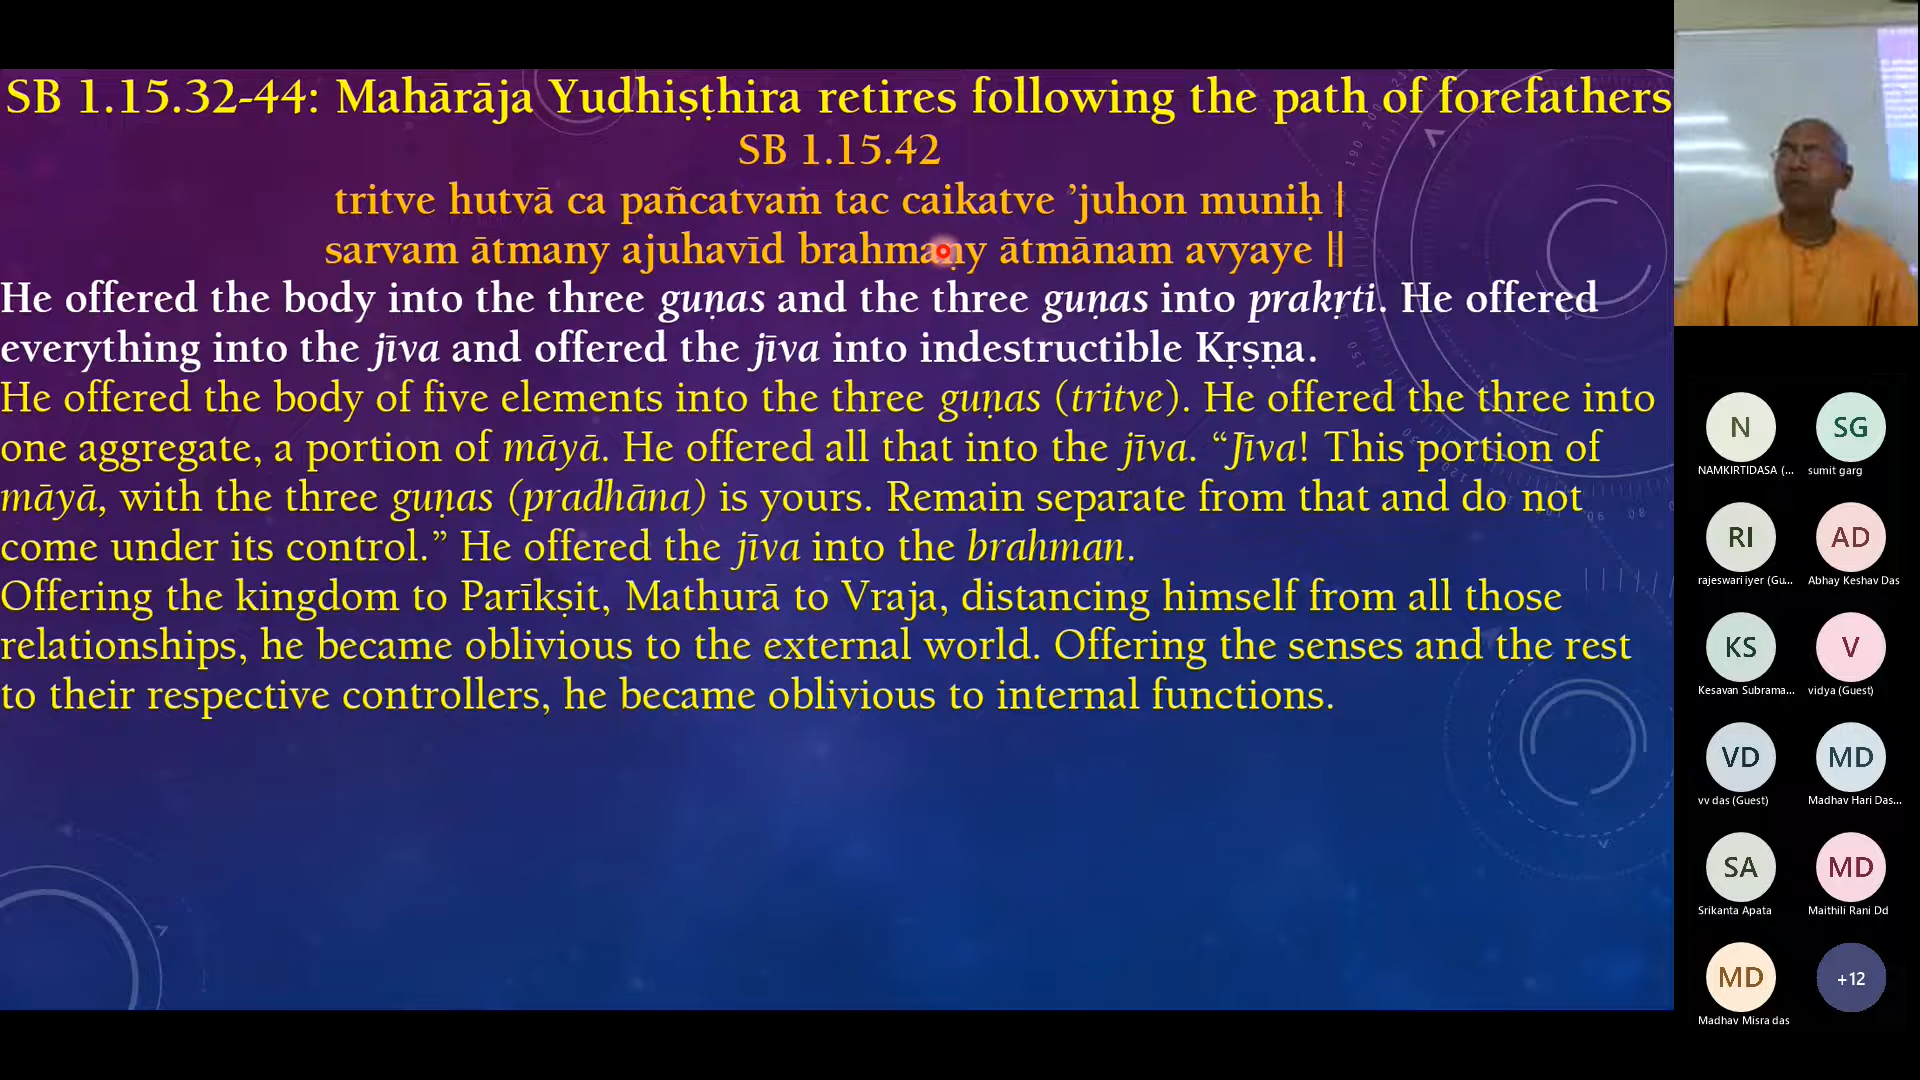 SB 1.15.32-44: Mahārāja Yudhiṣṭhira retires following the path of forefathers
SB 1.15.42
tritve hutvā ca pañcatvaṁ tac caikatve ’juhon muniḥ |
sarvam ātmany ajuhavīd brahmaṇy ātmānam avyaye ||
He offered the body into the three guṇas and the three guṇas into prakṛti. He offered
everything into the jīva and offered the jīva into indestructible Kṛṣṇa.
He offered the body of five elements into the three guṇas (tritve). He offered the three into
one aggregate, a portion of māyā. He offered all that into the jīva. “Jīva! This portion of
māyā, with the three guṇas (pradhāna) is yours. Remain separate from that and do not
come under its control.” He offered the jīva into the brahman.
Offering the kingdom to Parīkṣit, Mathurā to Vraja, distancing himself from all those
relationships, he became oblivious to the external world. Offering the senses and the rest
to their respective controllers, he became oblivious to internal functions.
N
SG
NAMKIRTIDASA (...
sumit garg
RI
AD
rajeswari iyer (Gu...
Abhay Keshav Das
KS
V
Kesavan Subrama...
vidya (Guest)
VD
MD
vv das (Guest)
Madhav Hari Das...
SA
MD
Srikanta Apata
Maithili Rani Dd
MD
+12
Madhav Misra das